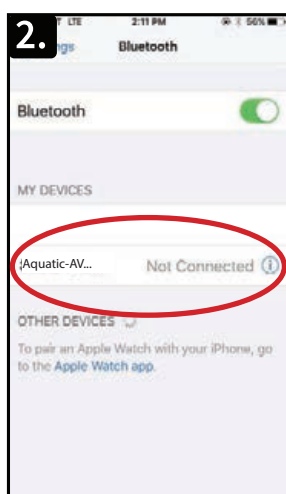 2.
LTE 2:11 PM 56%
ngs Bluetooth
Bluetooth
MY DEVICES
Aquatic-AV... Not Connected
OTHER DEVICES
To pair an Apple Watch with your iPhone, go
to the Apple Watch app.